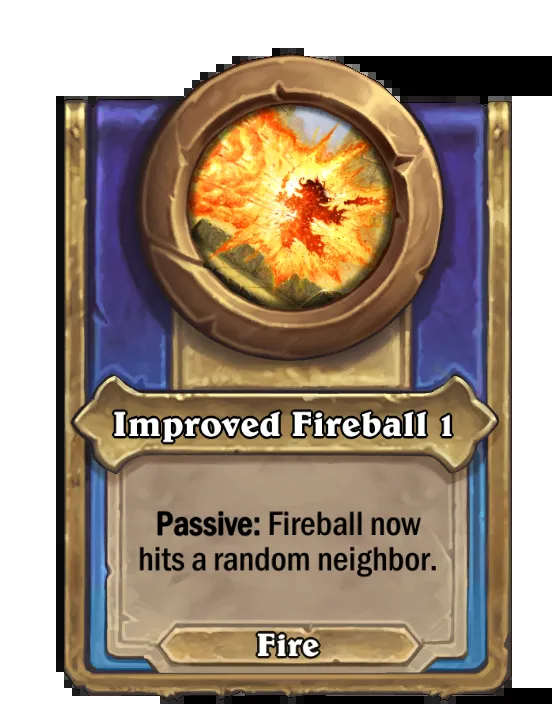 Improved Fireball 1
Passive: Fireball now
hits a random neighbor.
Fire